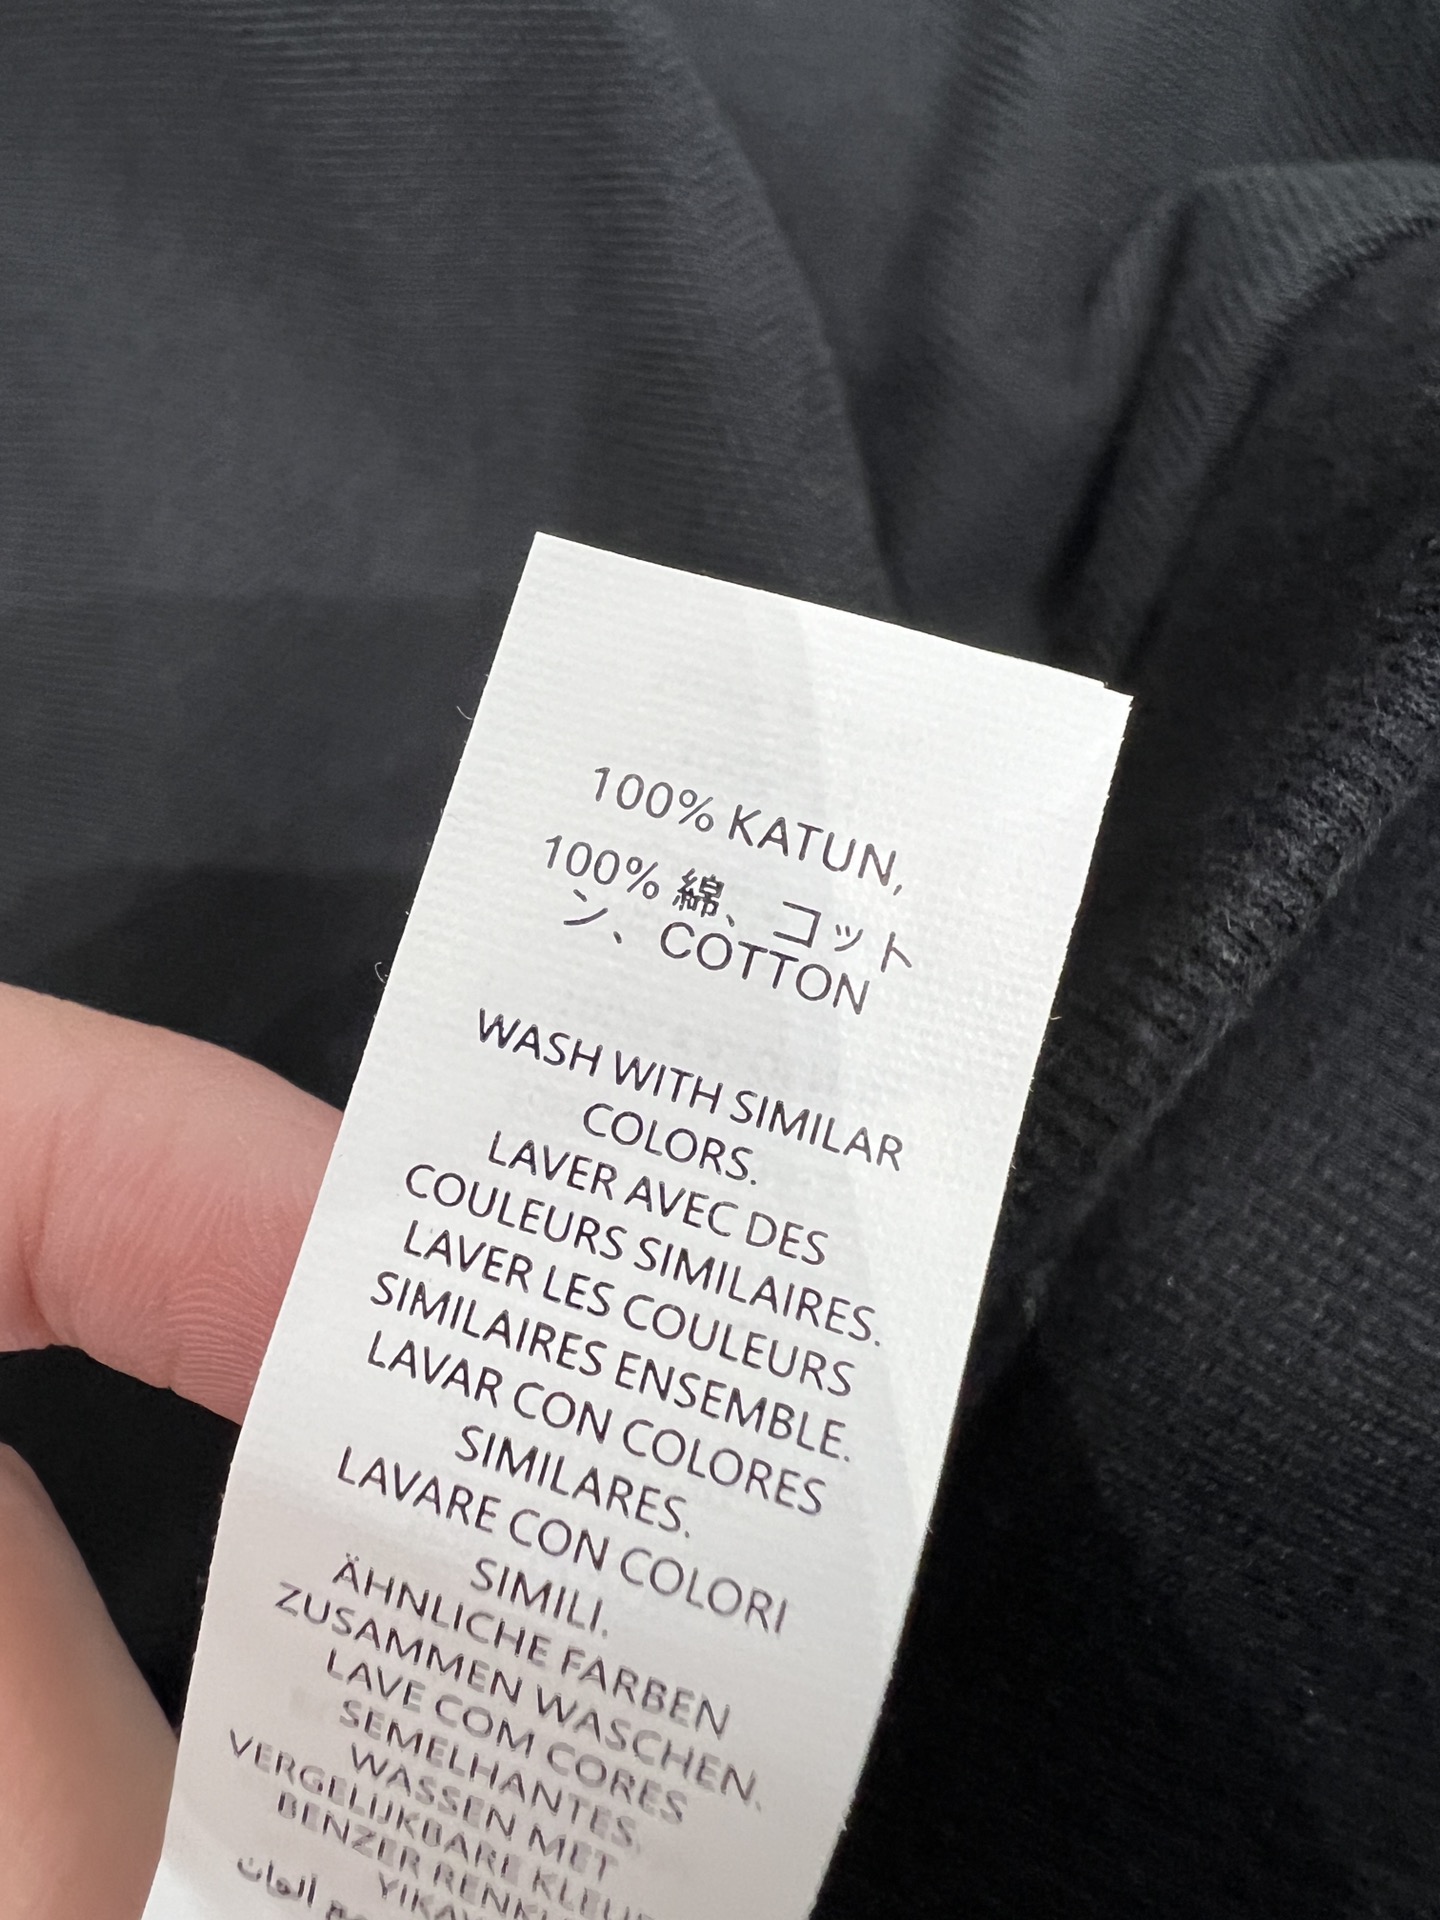 100% KATUN,
100% 綿、コット
ン、COTTON
WASH WITH SIMILAR
COLORS.
LAVER AVEC DES
COULEURS SIMILAIRES.
LAVER LES COULEURS
SIMILAIRES ENSEMBLE.
LAVAR CON COLORES
SIMILARES.
LAVARE CON COLORI
SIMILI.
ÄHNLICHE FARBEN
ZUSAMMEN WASCHEN.
LAVE COM CORES
SEMELHANTES.
WASSEN MET
VERGELIJKBARE
BENZER